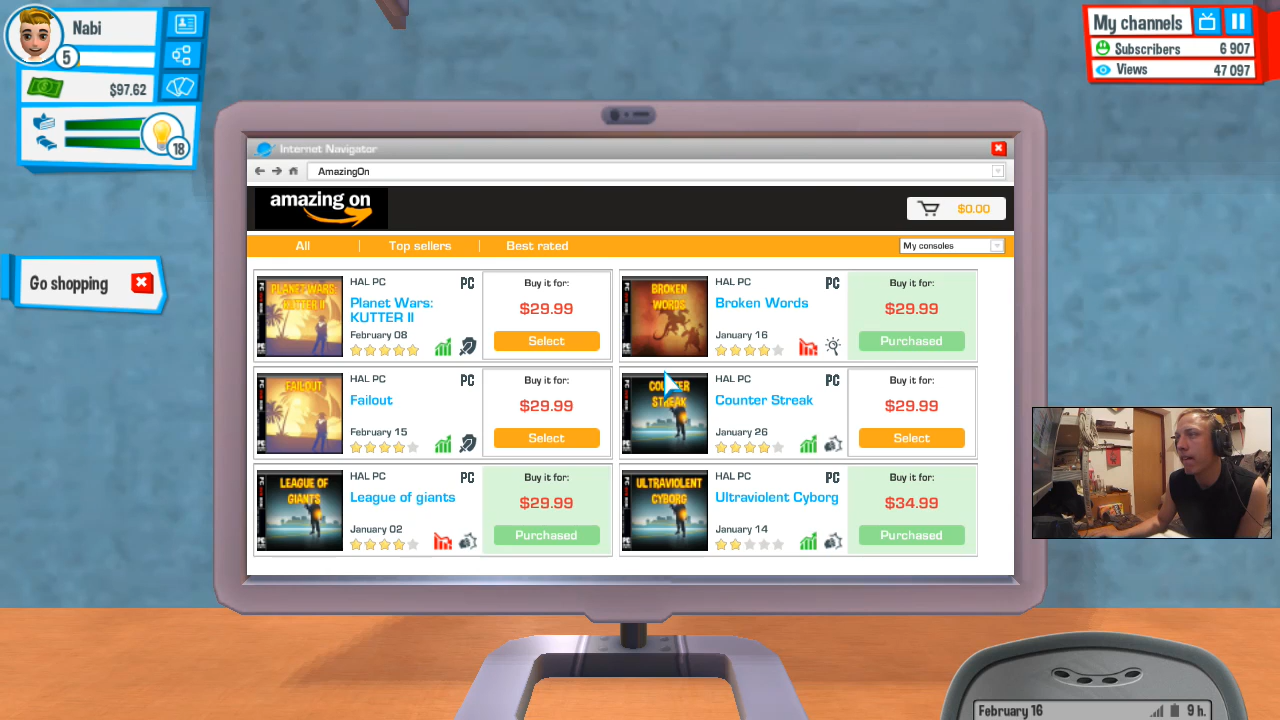 Nabi
5
$97.62
18
My channels
Subscribers 6 907
Views 47 097
Go shopping
Internet Navigator
AmazingOn
amazing on
$0.00
All
Top sellers
Best rated
My consoles
PLANET WARS: KUTTER II
HAL PC
PC
Planet Wars:
KUTTER II
February 08
Buy it for:
$29.99
Select
BROKEN
WORDS
HAL PC
PC
Broken Words
January 16
Buy it for:
$29.99
Purchased
FAILOUT
HAL PC
PC
Failout
February 15
Buy it for:
$29.99
Select
COUNTER
STREAK
HAL PC
PC
Counter Streak
January 26
Buy it for:
$29.99
Select
LEAGUE OF
GIANTS
HAL PC
PC
League of giants
January 02
Buy it for:
$29.99
Purchased
ULTRAVIOLENT
CYBORG
HAL PC
PC
Ultraviolent Cyborg
January 14
Buy it for:
$34.99
Purchased
February 16
9 h.